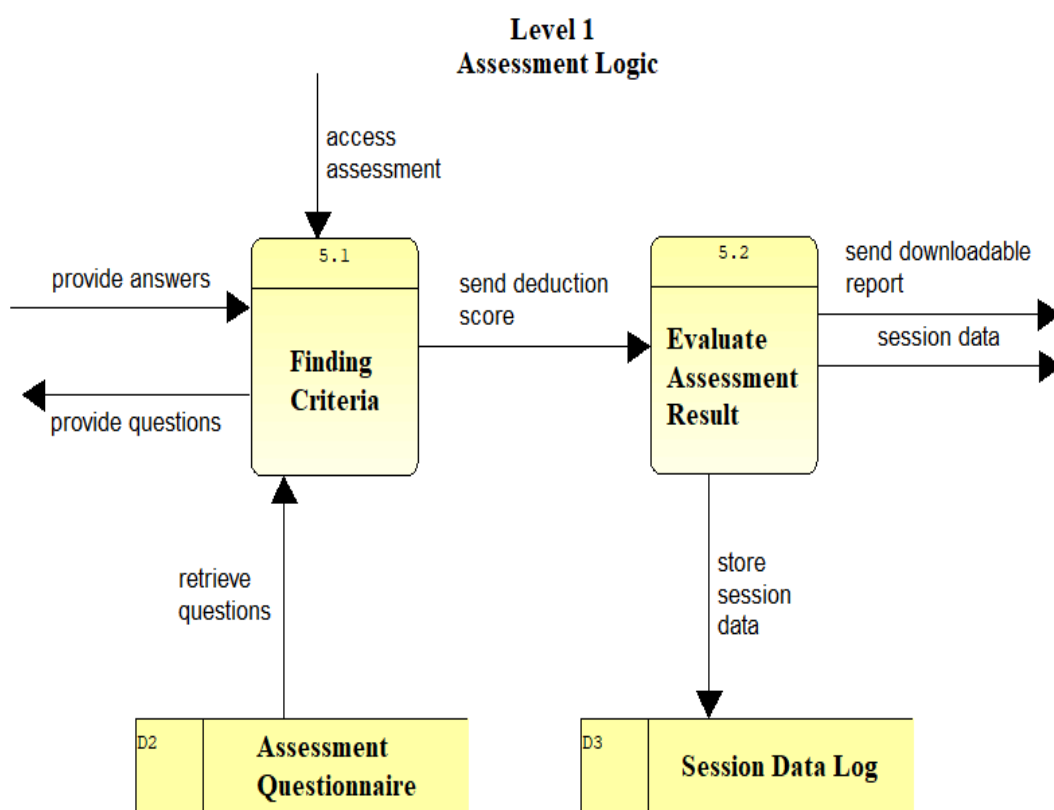 Level 1
Assessment Logic
access
assessment
5.1
5.2
provide answers
send deduction
score
send downloadable
report
session data
Finding
Criteria
Evaluate
Assessment
Result
provide questions
retrieve
questions
store
session
data
D2
Assessment
Questionnaire
D3
Session Data Log